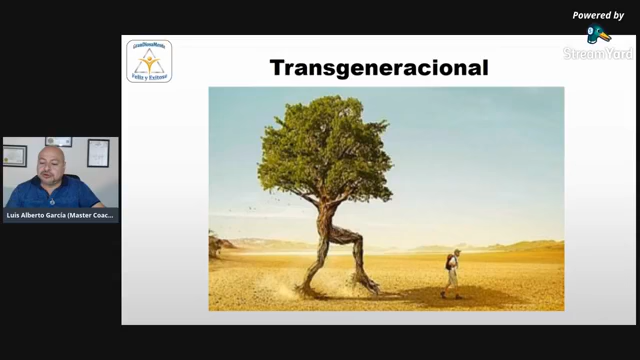 Powered by
StreamYard
Transgeneracional
Feliz y Exitoso
Luis Alberto García (Master Coac...